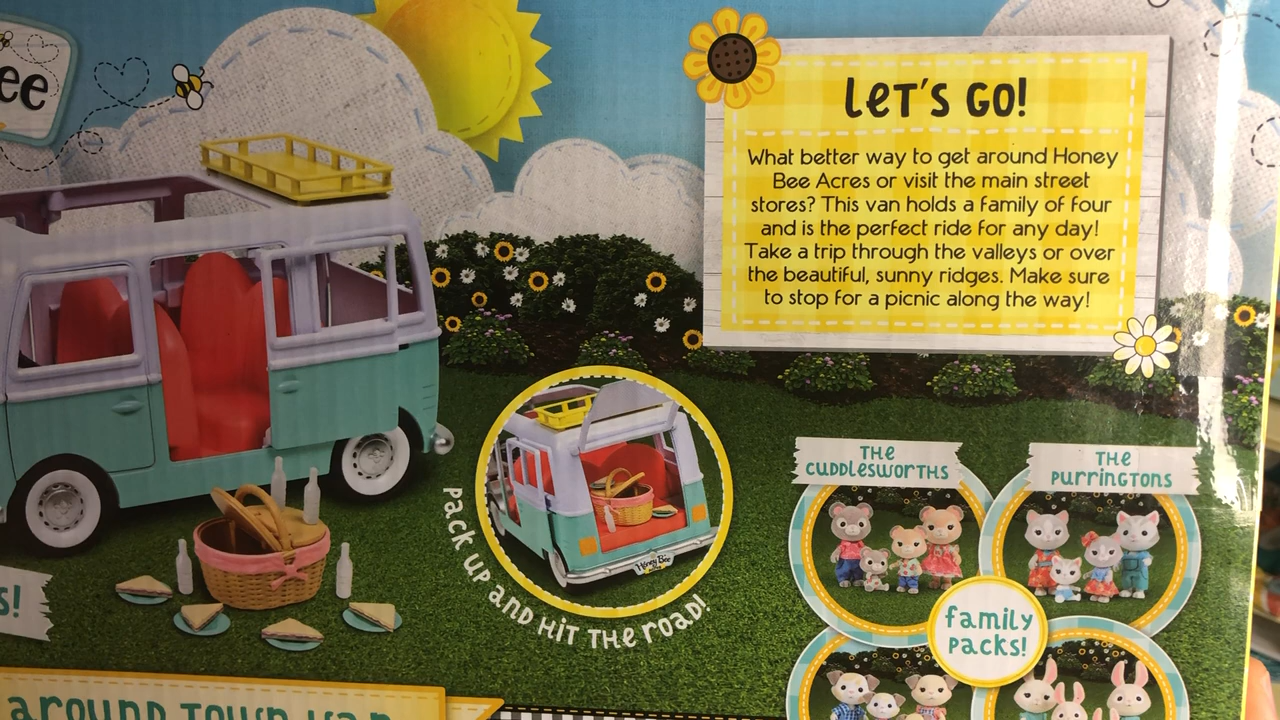 ee
LET'S GO!
What better way to get around Honey
Bee Acres or visit the main street
stores? This van holds a family of four
and is the perfect ride for any day!
Take a trip through the valleys or over
the beautiful, sunny ridges. Make sure
to stop for a picnic along the way!
THE
CUDDLESWORTHS
THE
PURRINGTONS
Honey Bee
PACK UP AND HIT THE ROAD!
family
PACKS!
s!
around Town van